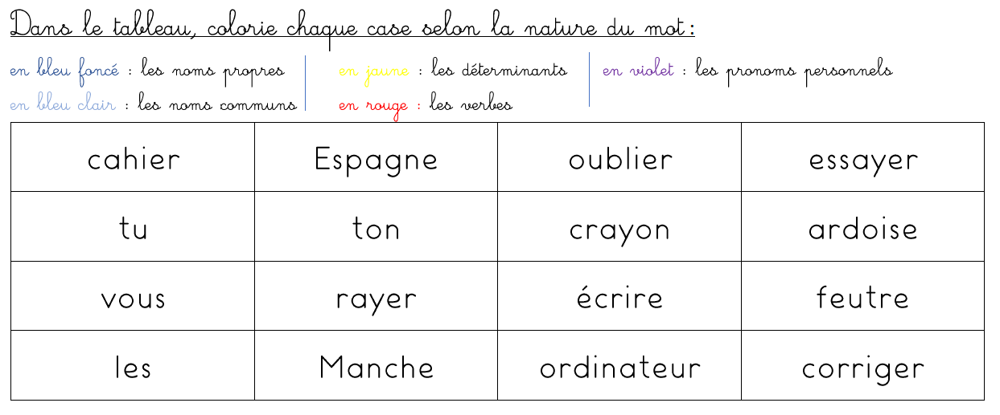 Dans le tableau, colorie chaque case selon la nature du mot :
en bleu foncé : les noms propres en jaune : les déterminants en violet : les pronoms personnels
en bleu clair : les noms communs en rouge : les verbes
cahier Espagne oublier essayer
tu ton crayon ardoise
vous rayer écrire feutre
les Manche ordinateur corriger